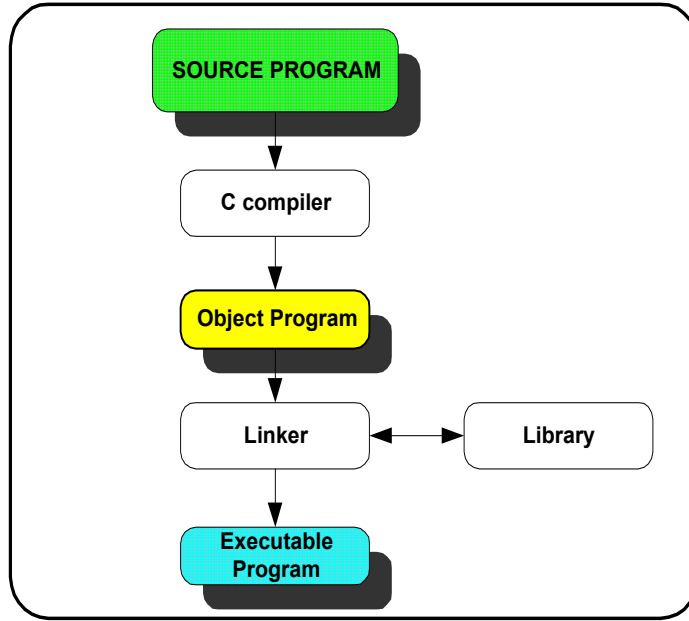 SOURCE PROGRAM
C compiler
Object Program
Linker
Library
Executable
Program